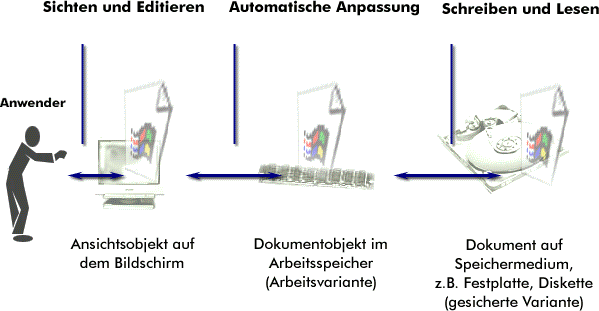 Sichten und Editieren
Automatische Anpassung
Schreiben und Lesen
Anwender
Ansichtsobjekt auf
dem Bildschirm
Dokumentobjekt im
Arbeitsspeicher
(Arbeitsvariante)
Dokument auf
Speichermedium,
z.B. Festplatte, Diskette
(gesicherte Variante)